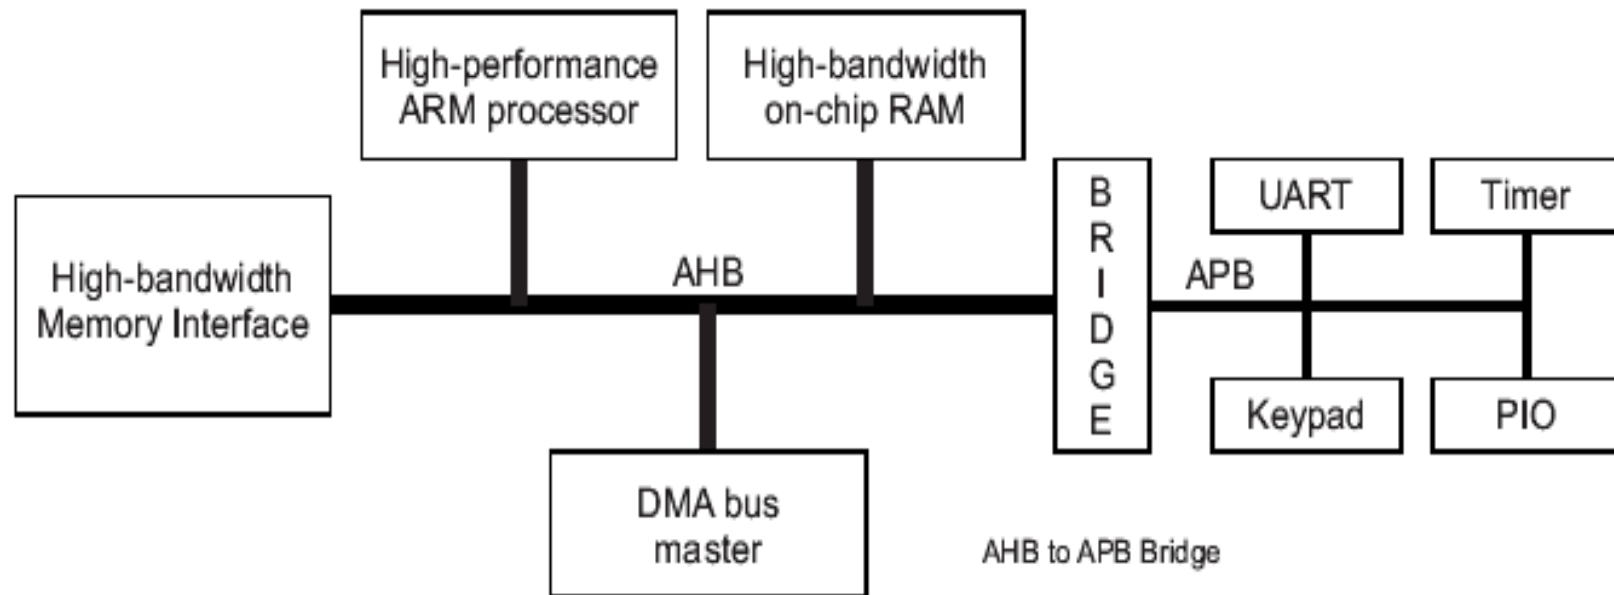 High-performance
ARM processor
High-bandwidth
on-chip RAM
High-bandwidth
Memory Interface
AHB
B
R
I
D
G
E
APB
UART
Timer
Keypad
PIO
DMA bus
master
AHB to APB Bridge